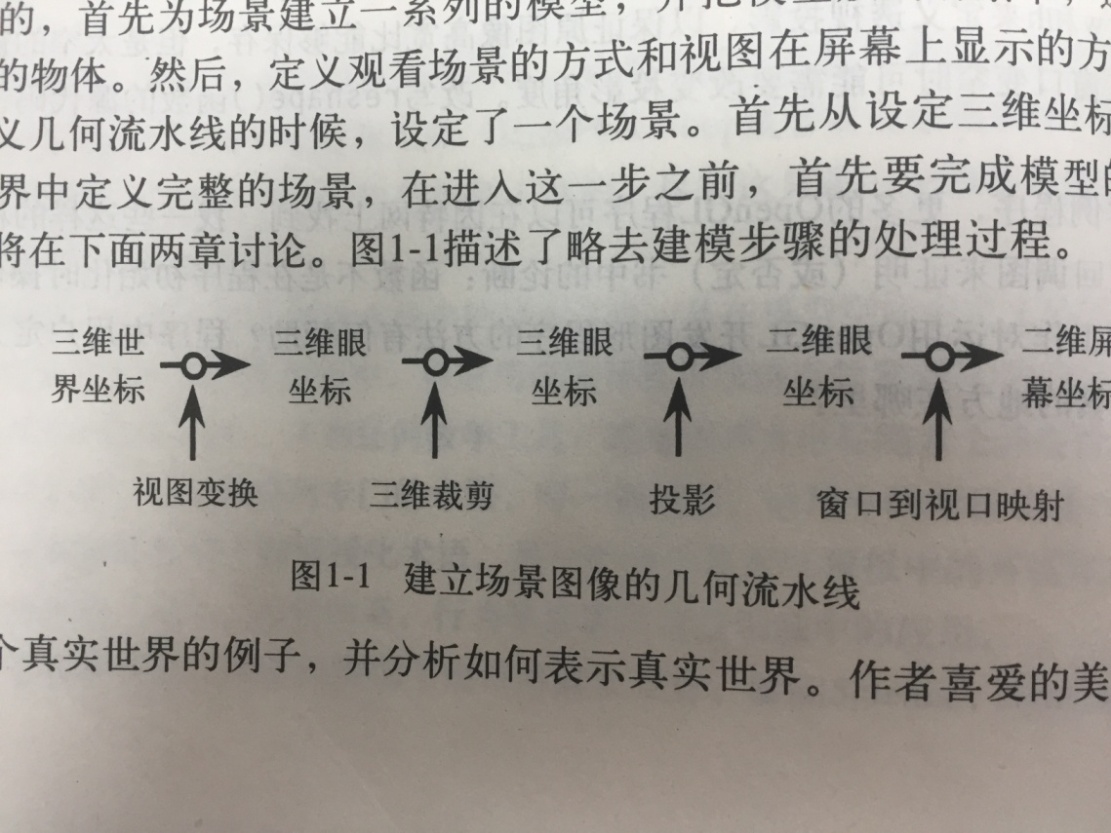 的，首先为场景建立一系列的模型，并把模型
的物体。然后，定义观看场景的方式和视图在屏幕上显示的方
义几何流水线的时候，设定了一个场景。首先从设定三维坐标
界中定义完整的场景，在进入这一步之前，首先要完成模型的
将在下面两章讨论。图1-1描述了略去建模步骤的处理过程。
三维世 三维眼 三维眼 二维眼 二维屏
界坐标 坐标 坐标 坐标 幕坐标
视图变换 三维裁剪 投影 窗口到视口映射
图1-1 建立场景图像的几何流水线
个真实世界的例子，并分析如何表示真实世界。作者喜爱的美